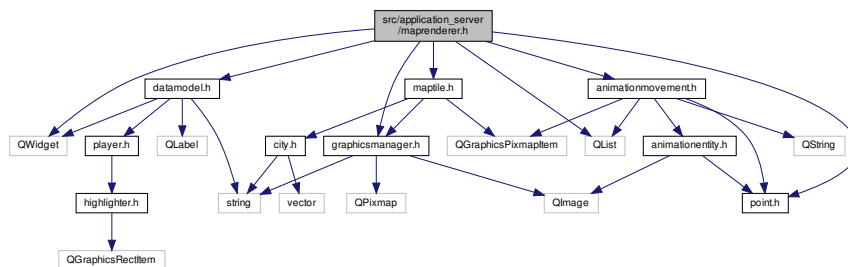 src/application_server
/maprenderer.h
datamodel.h
maptile.h
animationmovement.h
QWidget
player.h
QLabel
city.h
graphicsmanager.h
QGraphicsPixmapItem
QList
animationentity.h
QString
highlighter.h
string
vector
QPixmap
QImage
point.h
QGraphicsRectItem